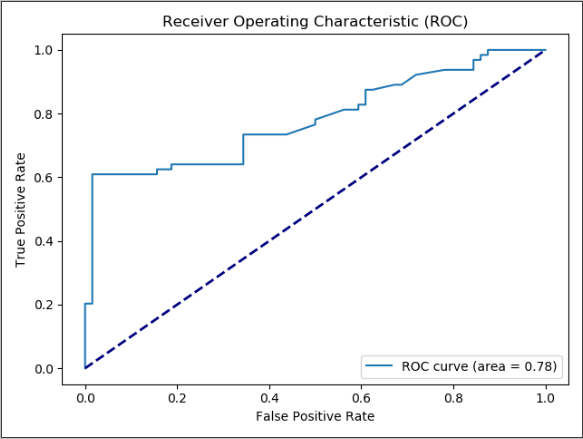 Receiver Operating Characteristic (ROC)
True Positive Rate
1.0
0.8
0.6
0.4
0.2
0.0
ROC curve (area = 0.78)
0.0 0.2 0.4 0.6 0.8 1.0
False Positive Rate